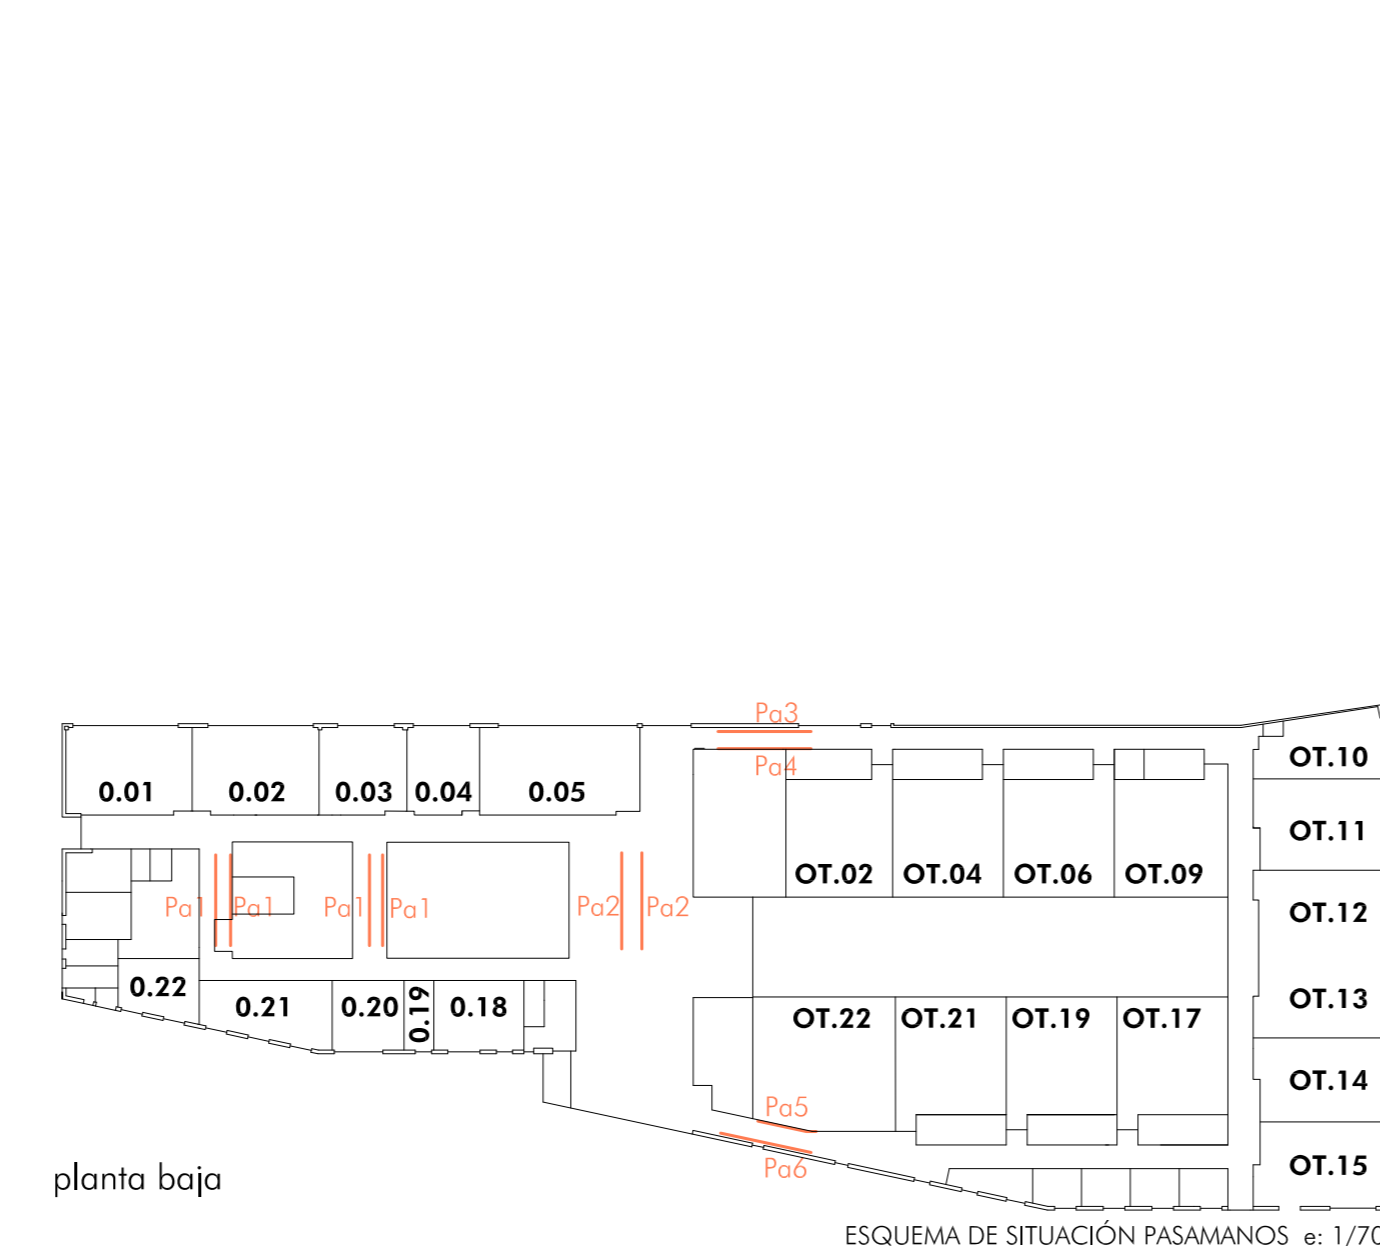 Pa3
Pa4
OT.10
0.01 0.02 0.03 0.04 0.05
OT.11
OT.02 OT.04 OT.06 OT.09
Pa1 Pa1 Pa1 Pa1 Pa2 Pa2
OT.12
0.22
0.21 0.20 0.19 0.18
OT.13
OT.22 OT.21 OT.19 OT.17
OT.14
Pa5
Pa6
OT.15
planta baja
ESQUEMA DE SITUACIÓN PASAMANOS e: 1/70